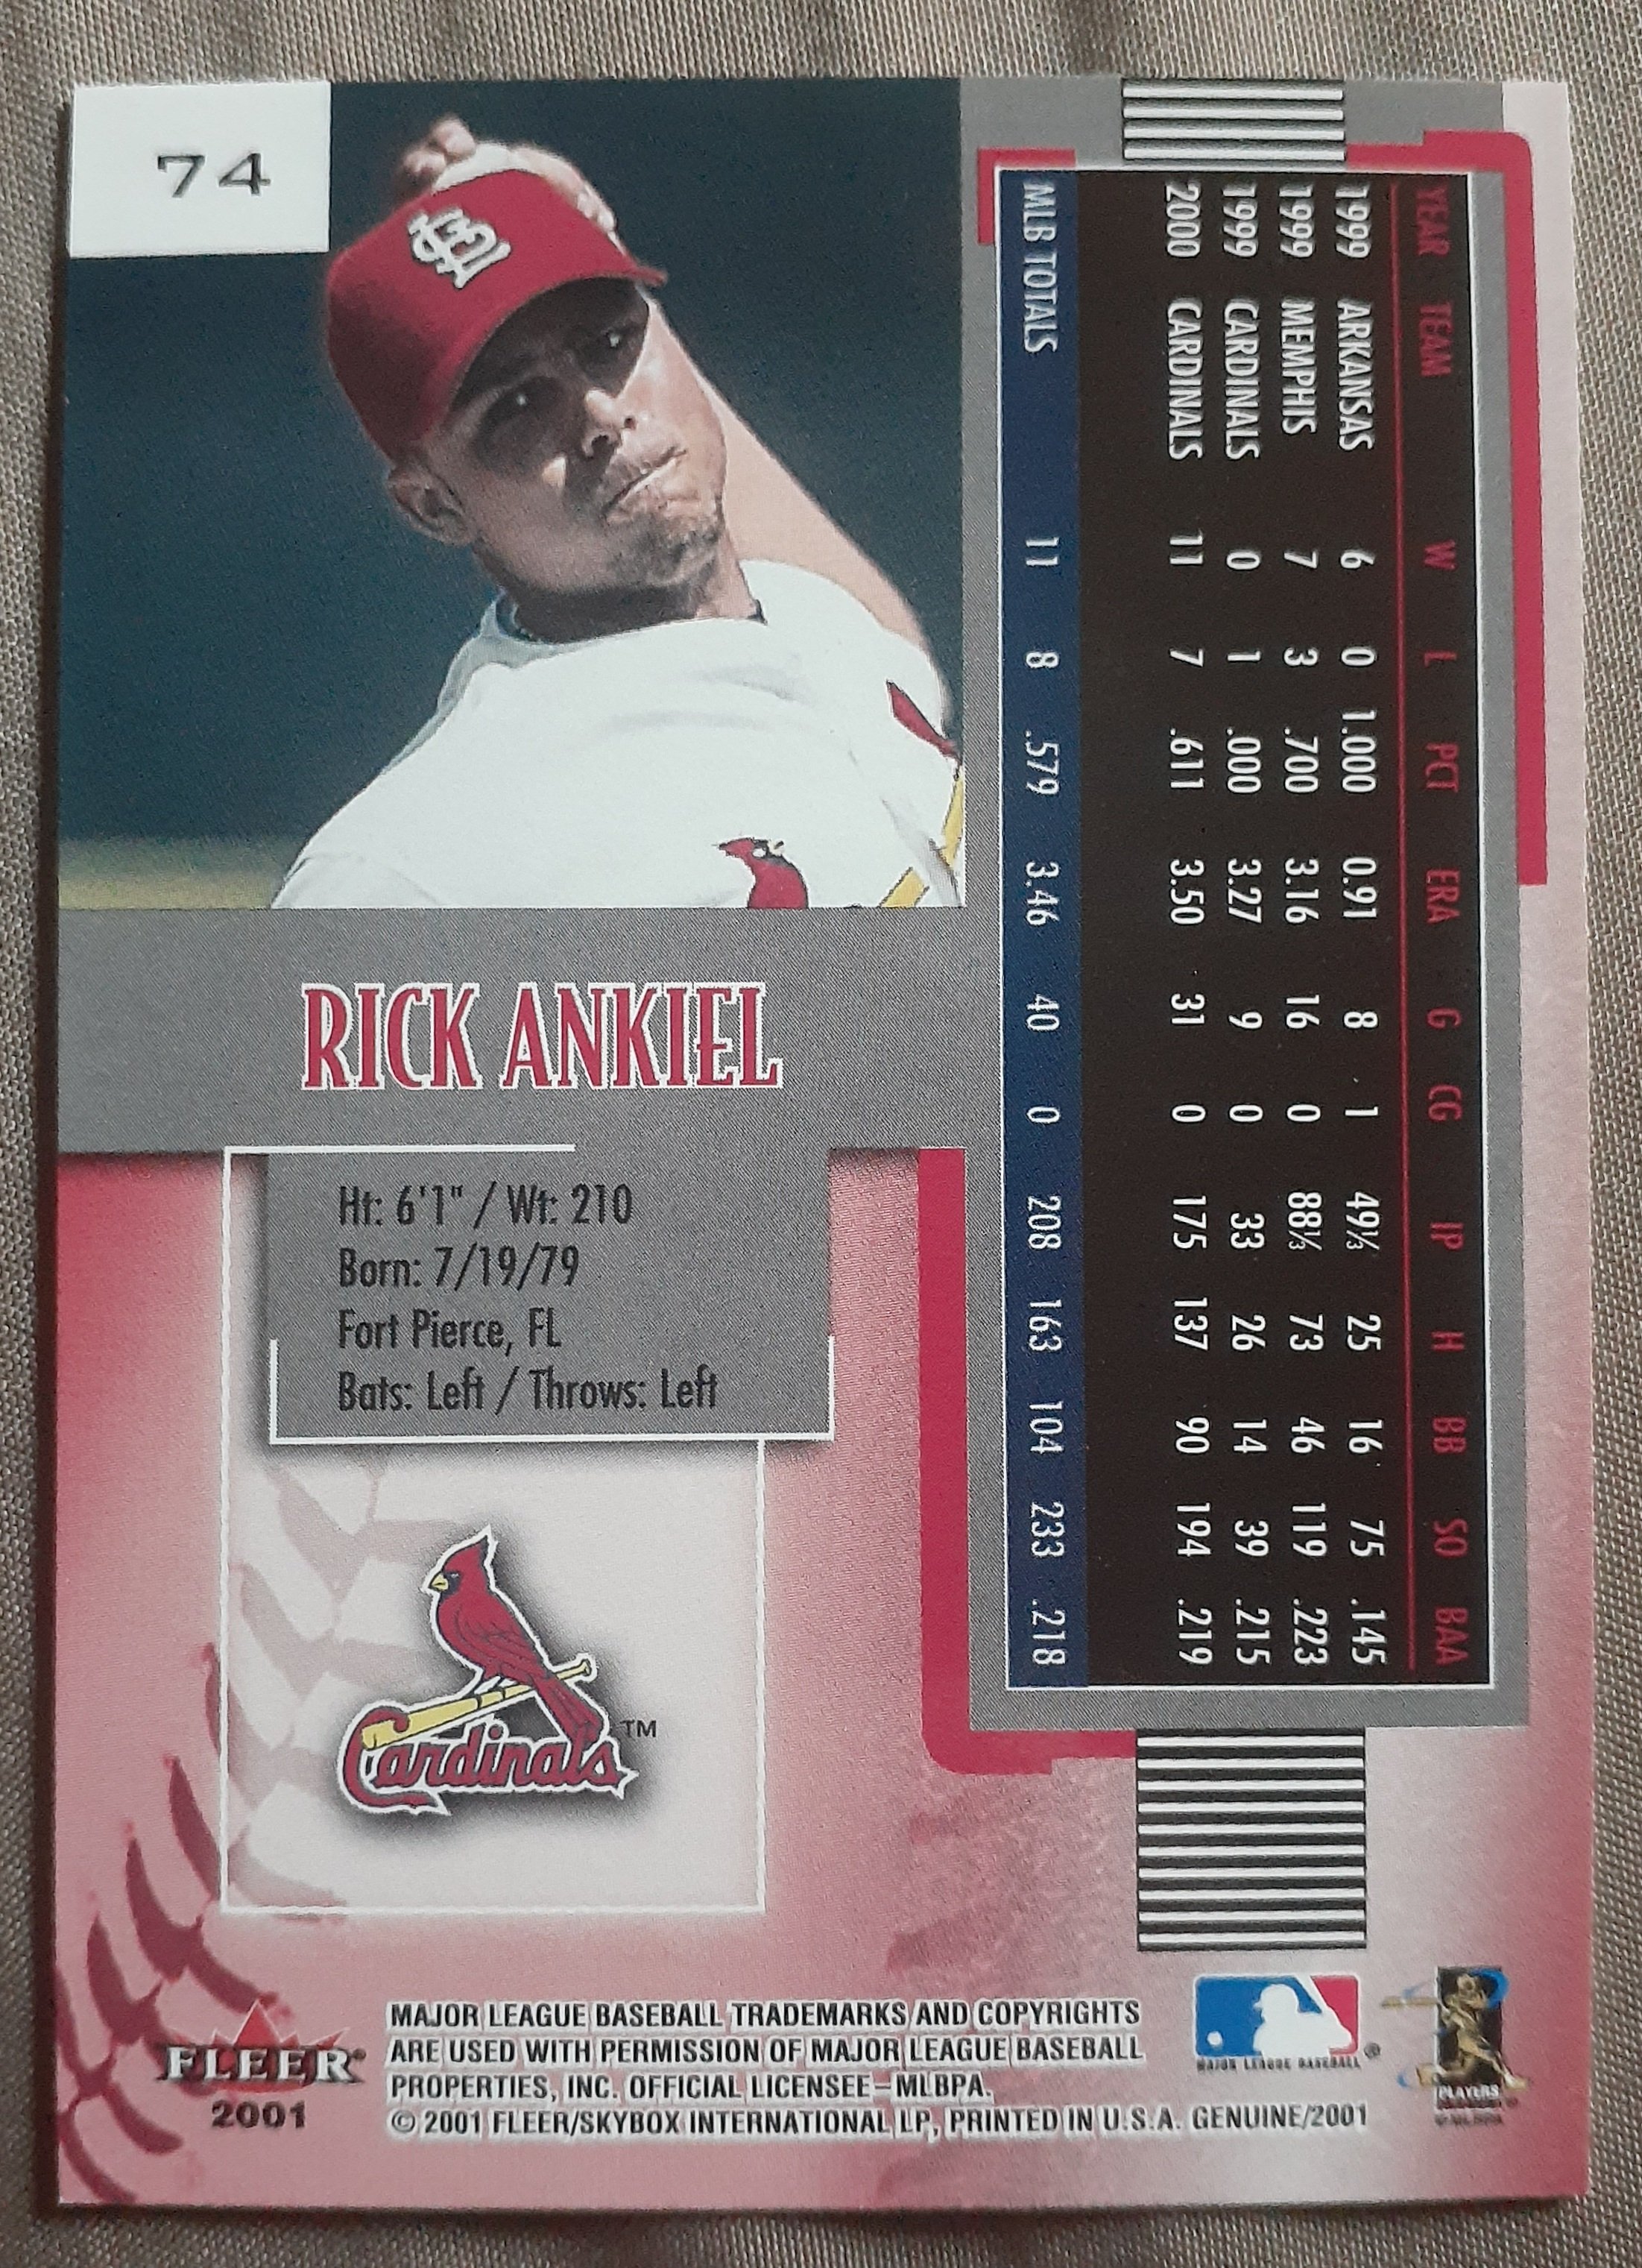 74
STL
RICK ANKIEL
Ht: 6'1" / Wt: 210
Born: 7/19/79
Fort Pierce, FL
Bats: Left / Throws: Left
YEAR TEAM W L PCT ERA G CG IP H BB SO BAA
1999 ARKANSAS 6 0 1.000 0.91 8 1 49⅓ 25 16 75 .145
1999 MEMPHIS 7 3 .700 3.16 16 0 88⅓ 73 46 119 .223
1999 CARDINALS 0 1 .000 3.27 9 0 33 26 14 39 .215
2000 CARDINALS 11 7 .611 3.50 31 0 175 137 90 194 .219
MLB TOTALS 11 8 .579 3.46 40 0 208 163 104 233 .218
Cardinals™
FLEER®
2001
MAJOR LEAGUE BASEBALL TRADEMARKS AND COPYRIGHTS
ARE USED WITH PERMISSION OF MAJOR LEAGUE BASEBALL
PROPERTIES, INC. OFFICIAL LICENSEE–MLBPA.
© 2001 FLEER/SKYBOX INTERNATIONAL LP, PRINTED IN U.S.A. GENUINE/2001
MAJOR LEAGUE BASEBALL®
PLAYERS